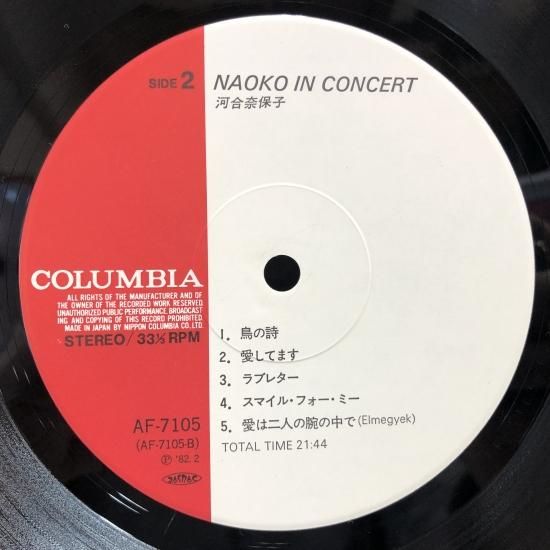 SIDE 2
NAOKO IN CONCERT
河合奈保子
COLUMBIA
ALL RIGHTS OF THE MANUFACTURER AND OF
THE OWNER OF THE RECORDED WORK RESERVED.
UNAUTHORIZED PUBLIC PERFORMANCE, BROADCAST
ING AND COPYING OF THIS RECORD PROHIBITED.
MADE IN JAPAN BY NIPPON COLUMBIA CO., LTD.
STEREO/33⅓ RPM
AF-7105
(AF-7105-B)
Ⓟ '82.2
1. 鳥の詩
2. 愛してます
3. ラブレター
4. スマイル・フォー・ミー
5. 愛は二人の腕の中で(Elmegyek)
TOTAL TIME 21:44